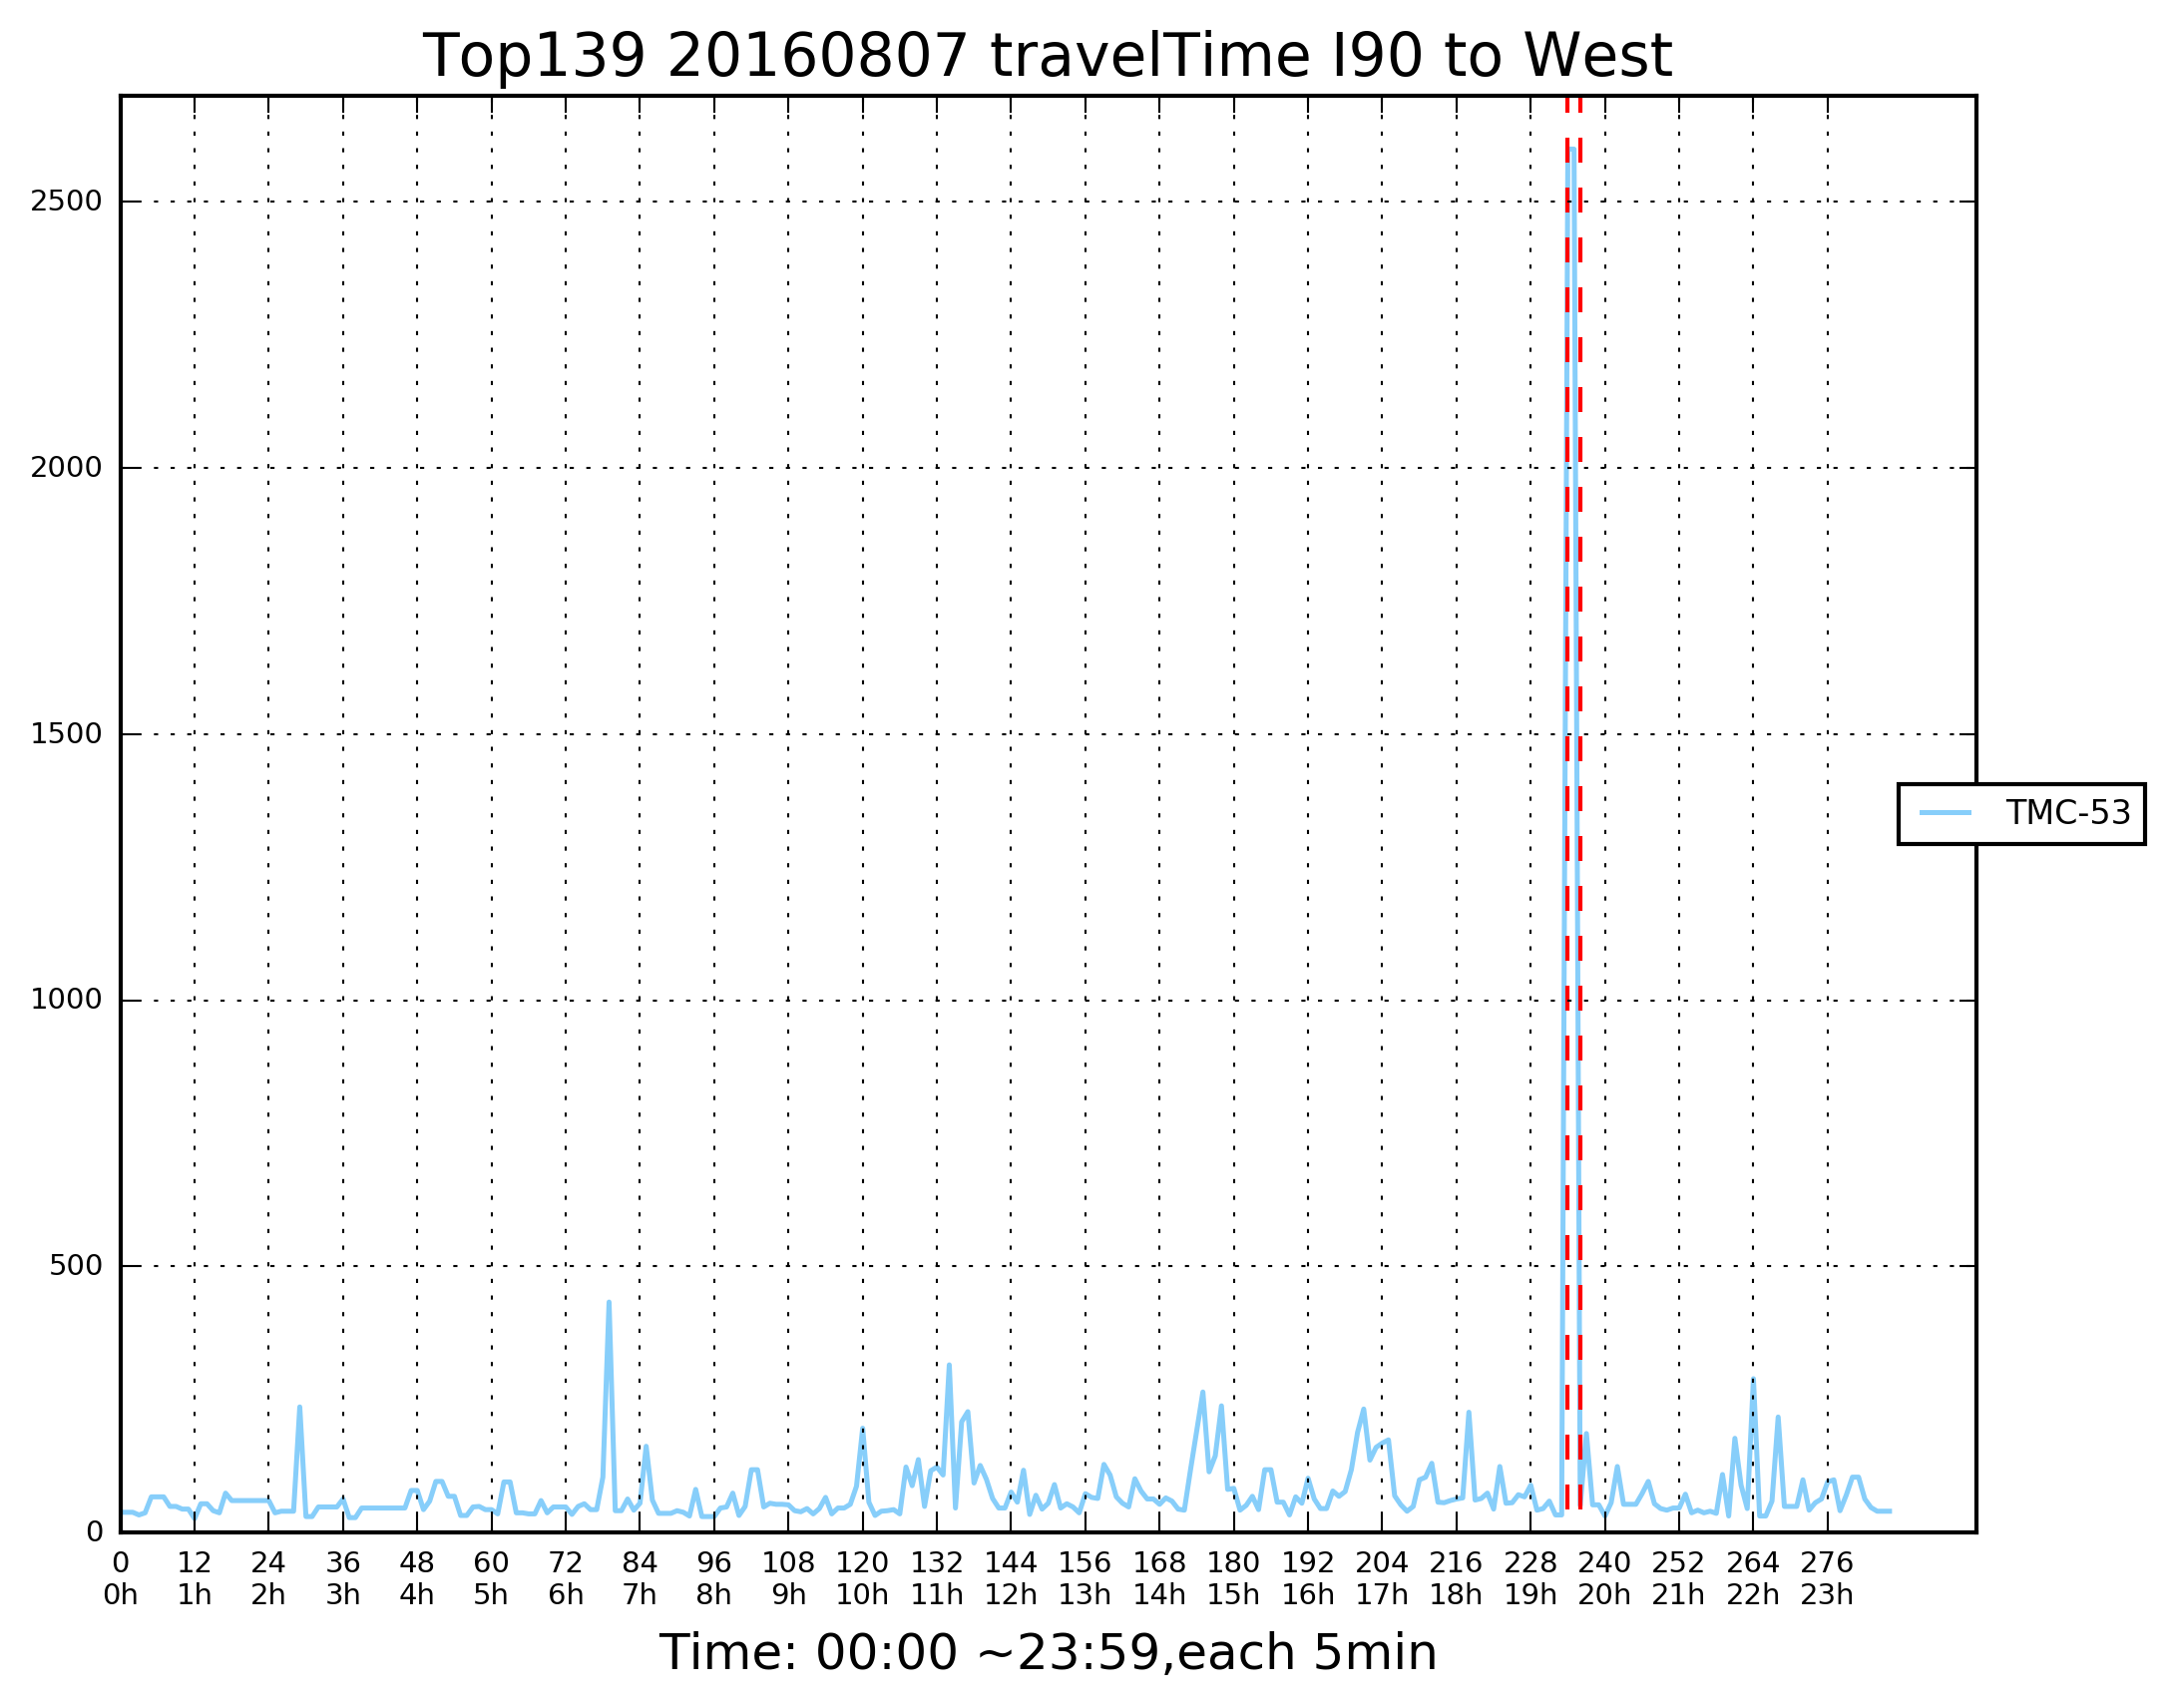 Top139 20160807 travelTime I90 to West
2500
2000
1500
1000
500
0
TMC-53
0 12 24 36 48 60 72 84 96 108 120 132 144 156 168 180 192 204 216 228 240 252 264 276
0h 1h 2h 3h 4h 5h 6h 7h 8h 9h 10h 11h 12h 13h 14h 15h 16h 17h 18h 19h 20h 21h 22h 23h
Time: 00:00 ~23:59,each 5min